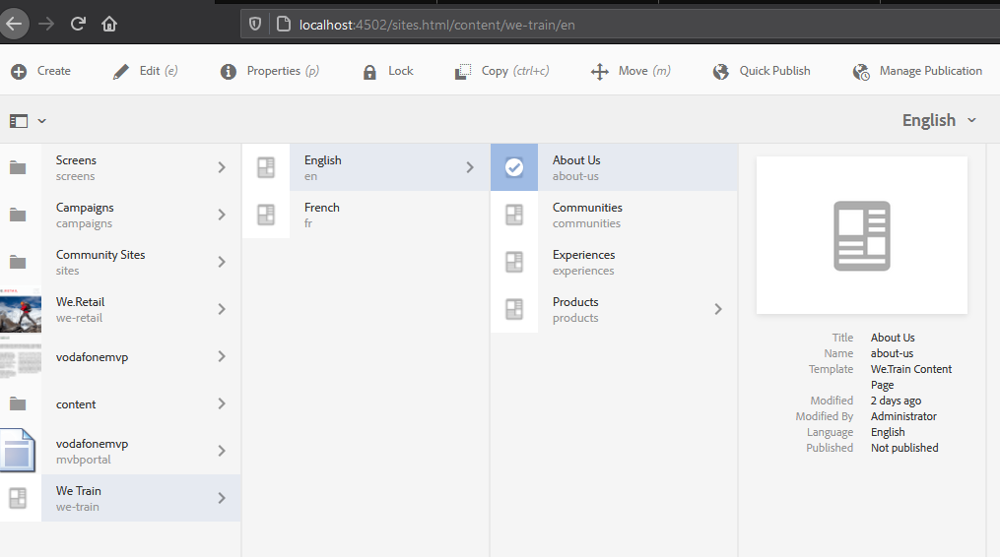 localhost:4502/sites.html/content/we-train/en
Create Edit (e) Properties (p) Lock Copy (ctrl+c) Move (m) Quick Publish Manage Publication
English
Screens
screens
Campaigns
campaigns
Community Sites
sites
We.Retail
we-retail
vodafonemvp
content
vodafonemvp
mvbportal
We Train
we-train
English
en
French
fr
About Us
about-us
Communities
communities
Experiences
experiences
Products
products
Title About Us
Name about-us
Template We.Train Content
Page
Modified 2 days ago
Modified By Administrator
Language English
Published Not published